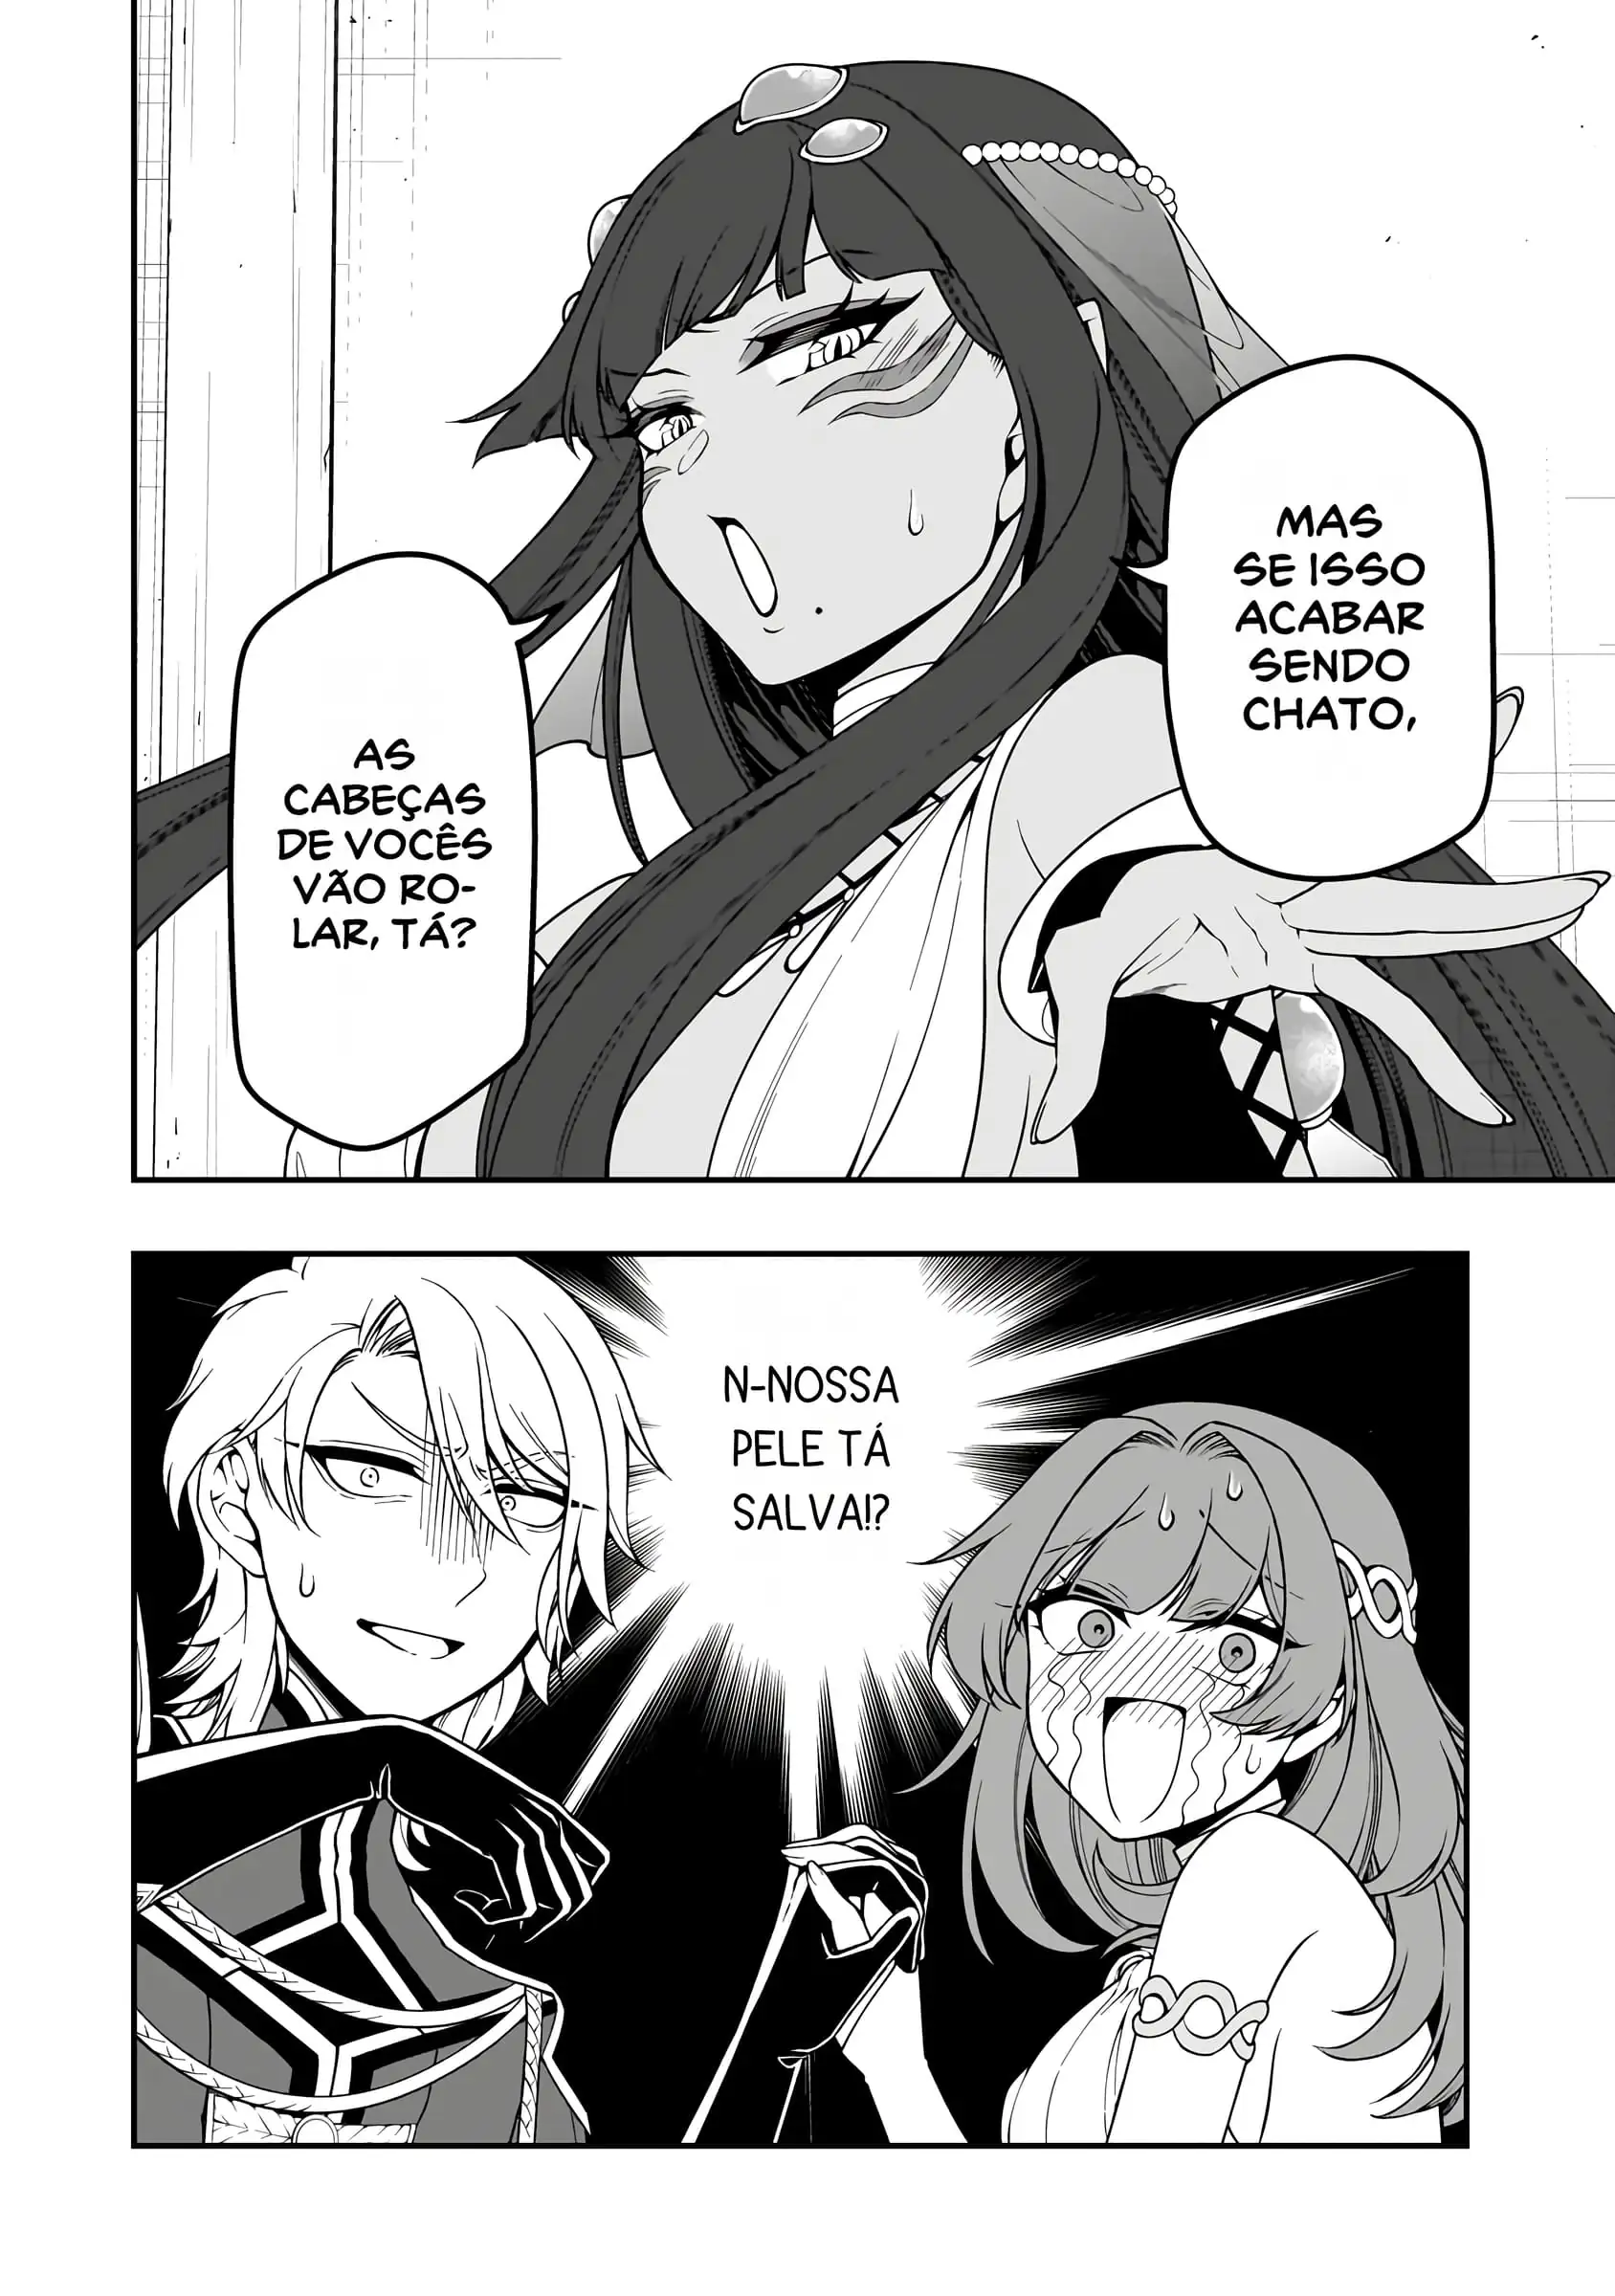 MAS
SE ISSO
ACABAR
SENDO
CHATO,
AS
CABEÇAS
DE VOCÊS
VÃO RO-
LAR, TÁ?
N-NOSSA
PELE TÁ
SALVA!?